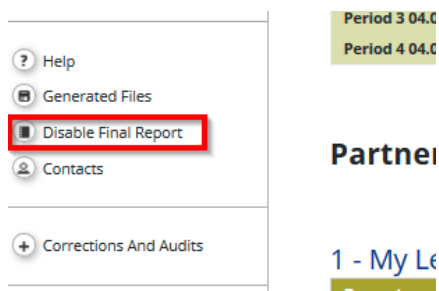 Period 3 04.0
Period 4 04.0
Help
Generated Files
Disable Final Report
Contacts
Partner
Corrections And Audits
1 - My Le